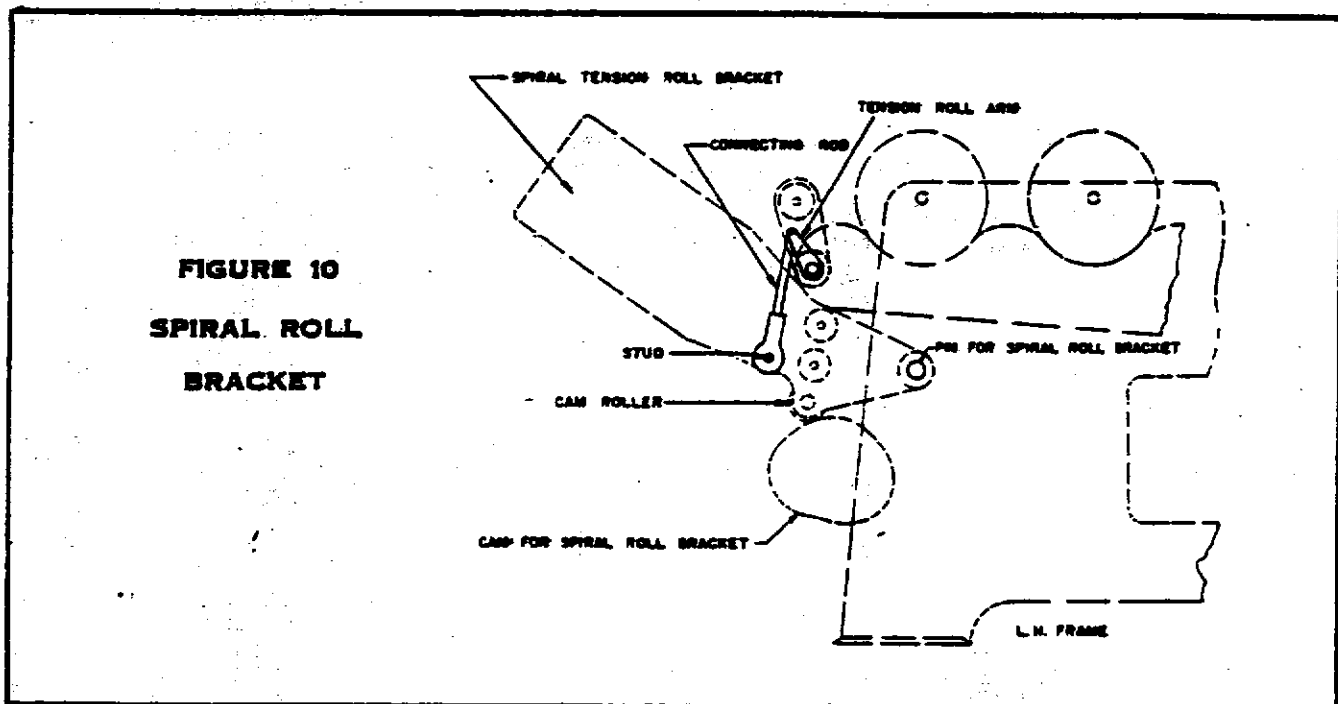 SPIRAL TENSION ROLL BRACKET
TENSION ROLL ARM
CONNECTING ROD
FIGURE 10
SPIRAL ROLL
BRACKET
STUD
PIN FOR SPIRAL ROLL BRACKET
CAM ROLLER
CAM FOR SPIRAL ROLL BRACKET
L.H. FRAME